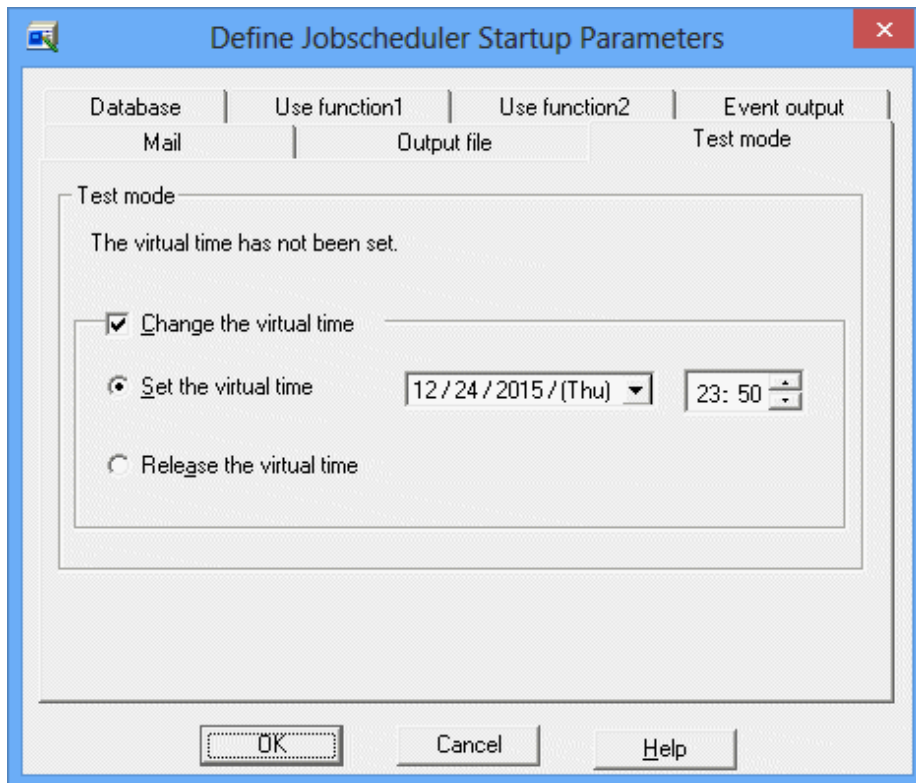 Define Jobscheduler Startup Parameters
Database Use function1 Use function2 Event output
Mail Output file Test mode
Test mode
The virtual time has not been set.
Change the virtual time
Set the virtual time 12/24/2015/(Thu) 23: 50
Release the virtual time
OK Cancel Help